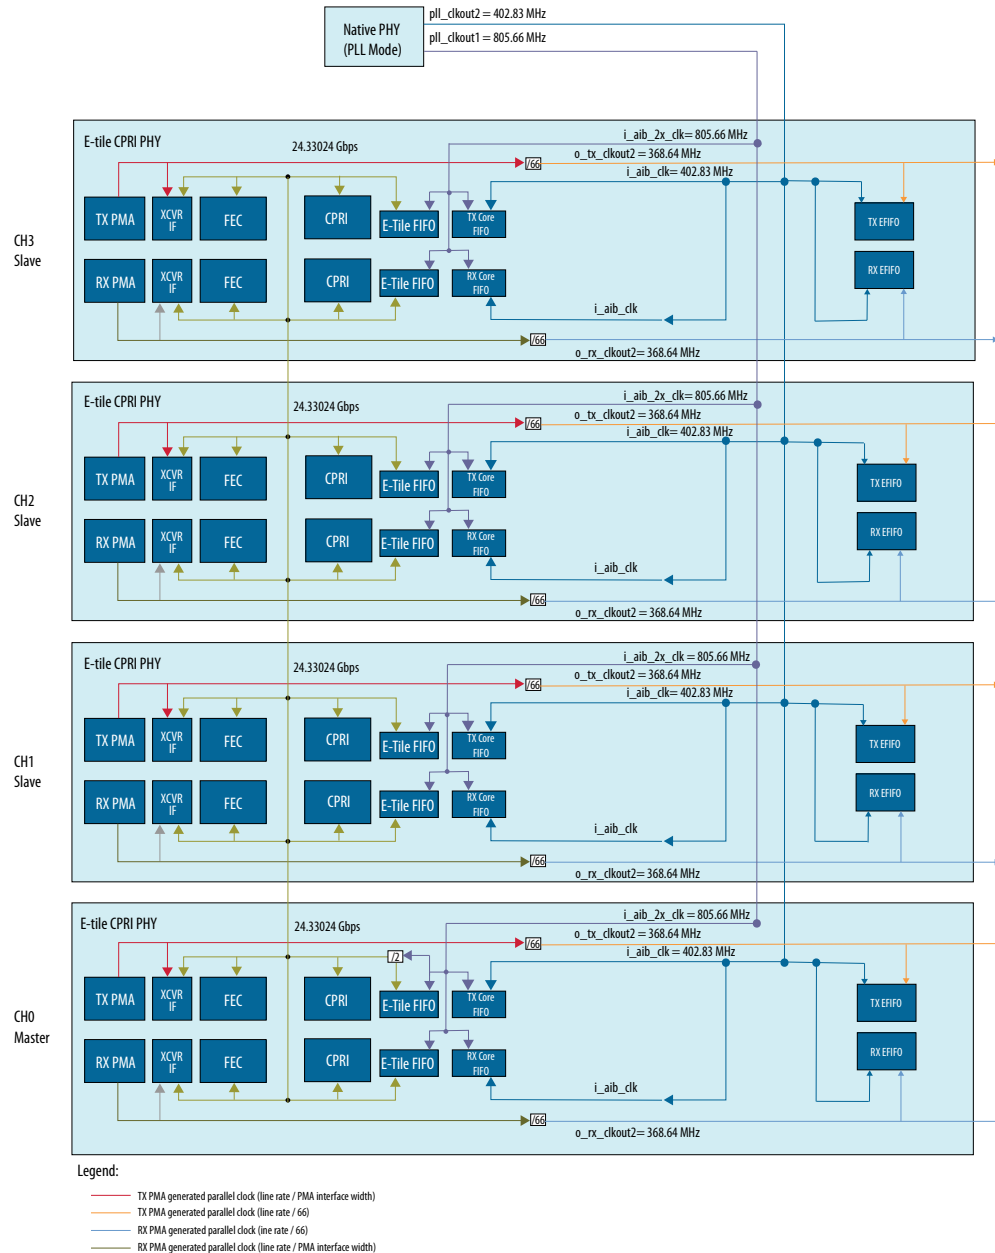 pll_clkout2 = 402.83 MHz
Native PHY
(PLL Mode)
pll_clkout1 = 805.66 MHz
CH3
Slave
E-tile CPRI PHY
24.33024 Gbps
i_aib_2x_clk= 805.66 MHz
o_tx_clkout2 = 368.64 MHz
/66
i_aib_clk= 402.83 MHz
TX PMA
XCVR
IF
FEC
CPRI
E-Tile FIFO
TX Core
FIFO
TX EFIFO
RX PMA
XCVR
IF
FEC
CPRI
E-Tile FIFO
RX Core
FIFO
RX EFIFO
i_aib_clk
/66
o_rx_clkout2= 368.64 MHz
CH2
Slave
E-tile CPRI PHY
24.33024 Gbps
i_aib_2x_clk= 805.66 MHz
o_tx_clkout2 = 368.64 MHz
/66
i_aib_clk= 402.83 MHz
TX PMA
XCVR
IF
FEC
CPRI
E-Tile FIFO
TX Core
FIFO
TX EFIFO
RX PMA
XCVR
IF
FEC
CPRI
E-Tile FIFO
RX Core
FIFO
RX EFIFO
i_aib_clk
/66
o_rx_clkout2= 368.64 MHz
CH1
Slave
E-tile CPRI PHY
24.33024 Gbps
i_aib_2x_clk = 805.66 MHz
o_tx_clkout2 = 368.64 MHz
/66
i_aib_clk= 402.83 MHz
TX PMA
XCVR
IF
FEC
CPRI
E-Tile FIFO
TX Core
FIFO
TX EFIFO
RX PMA
XCVR
IF
FEC
CPRI
E-Tile FIFO
RX Core
FIFO
RX EFIFO
i_aib_clk
/66
o_rx_clkout2= 368.64 MHz
CH0
Master
E-tile CPRI PHY
24.33024 Gbps
i_aib_2x_clk = 805.66 MHz
o_tx_clkout2 = 368.64 MHz
/66
i_aib_clk= 402.83 MHz
/2
TX PMA
XCVR
IF
FEC
CPRI
E-Tile FIFO
TX Core
FIFO
TX EFIFO
RX PMA
XCVR
IF
FEC
CPRI
E-Tile FIFO
RX Core
FIFO
RX EFIFO
i_aib_clk
/66
o_rx_clkout2= 368.64 MHz
Legend:
TX PMA generated parallel clock (line rate / PMA interface width)
TX PMA generated parallel clock (line rate / 66)
RX PMA generated parallel clock (ine rate / 66)
RX PMA generated parallel clock (line rate / PMA interface width)